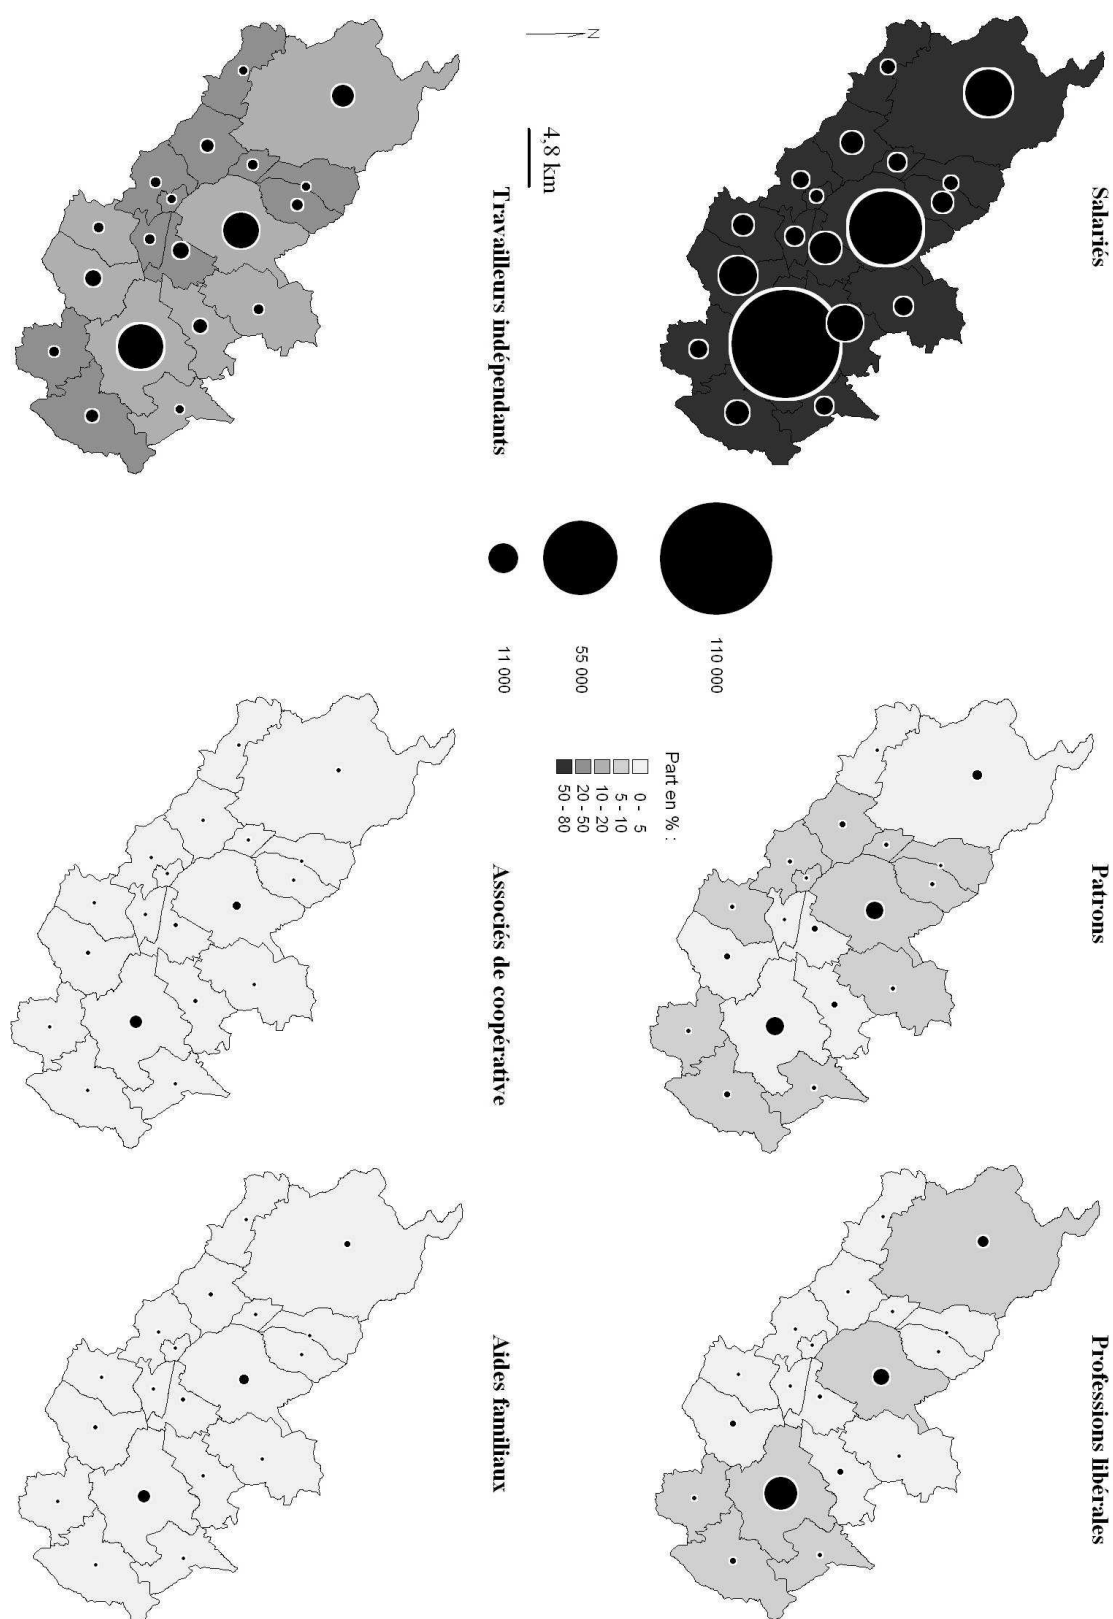 Salariés
Patrons
Professions libérales
110 000
Part en % :
0 - 5
5 - 10
10 - 20
20 - 50
50 - 80
55 000
11 000
N
4,8 km
Travailleurs indépendants
Associés de coopérative
Aides familiaux